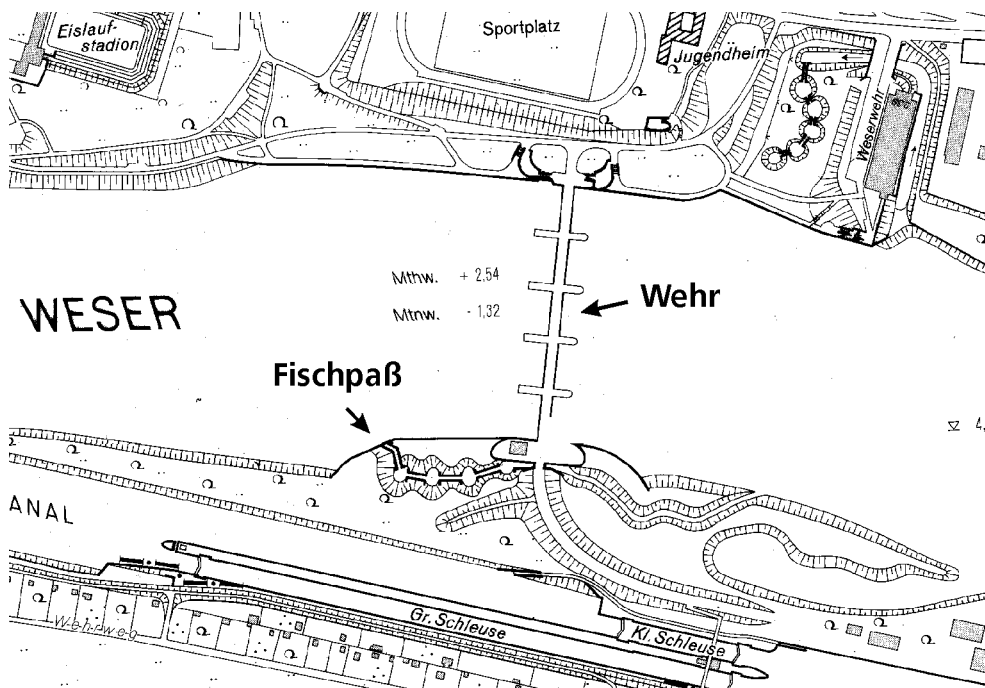 Eislauf-
stadion
Sportplatz
Jugendheim
Weserwehr
Mthw. + 2,54
Mtnw. - 1,32
WESER
Wehr
Fischpaß
4,
ANAL
Gr. Schleuse
Kl. Schleuse
Wehrweg